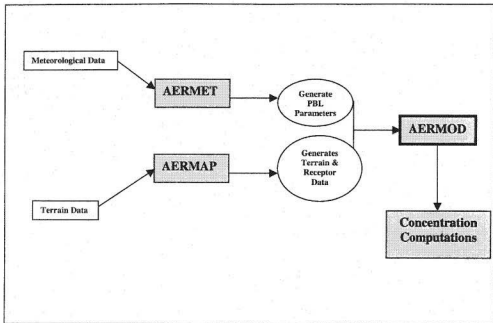 Meteorological Data
AERMET
Generate
PBL
Parameters
AERMOD
Generates
Terrain &
Receptor
Data
AERMAP
Terrain Data
Concentration
Computations